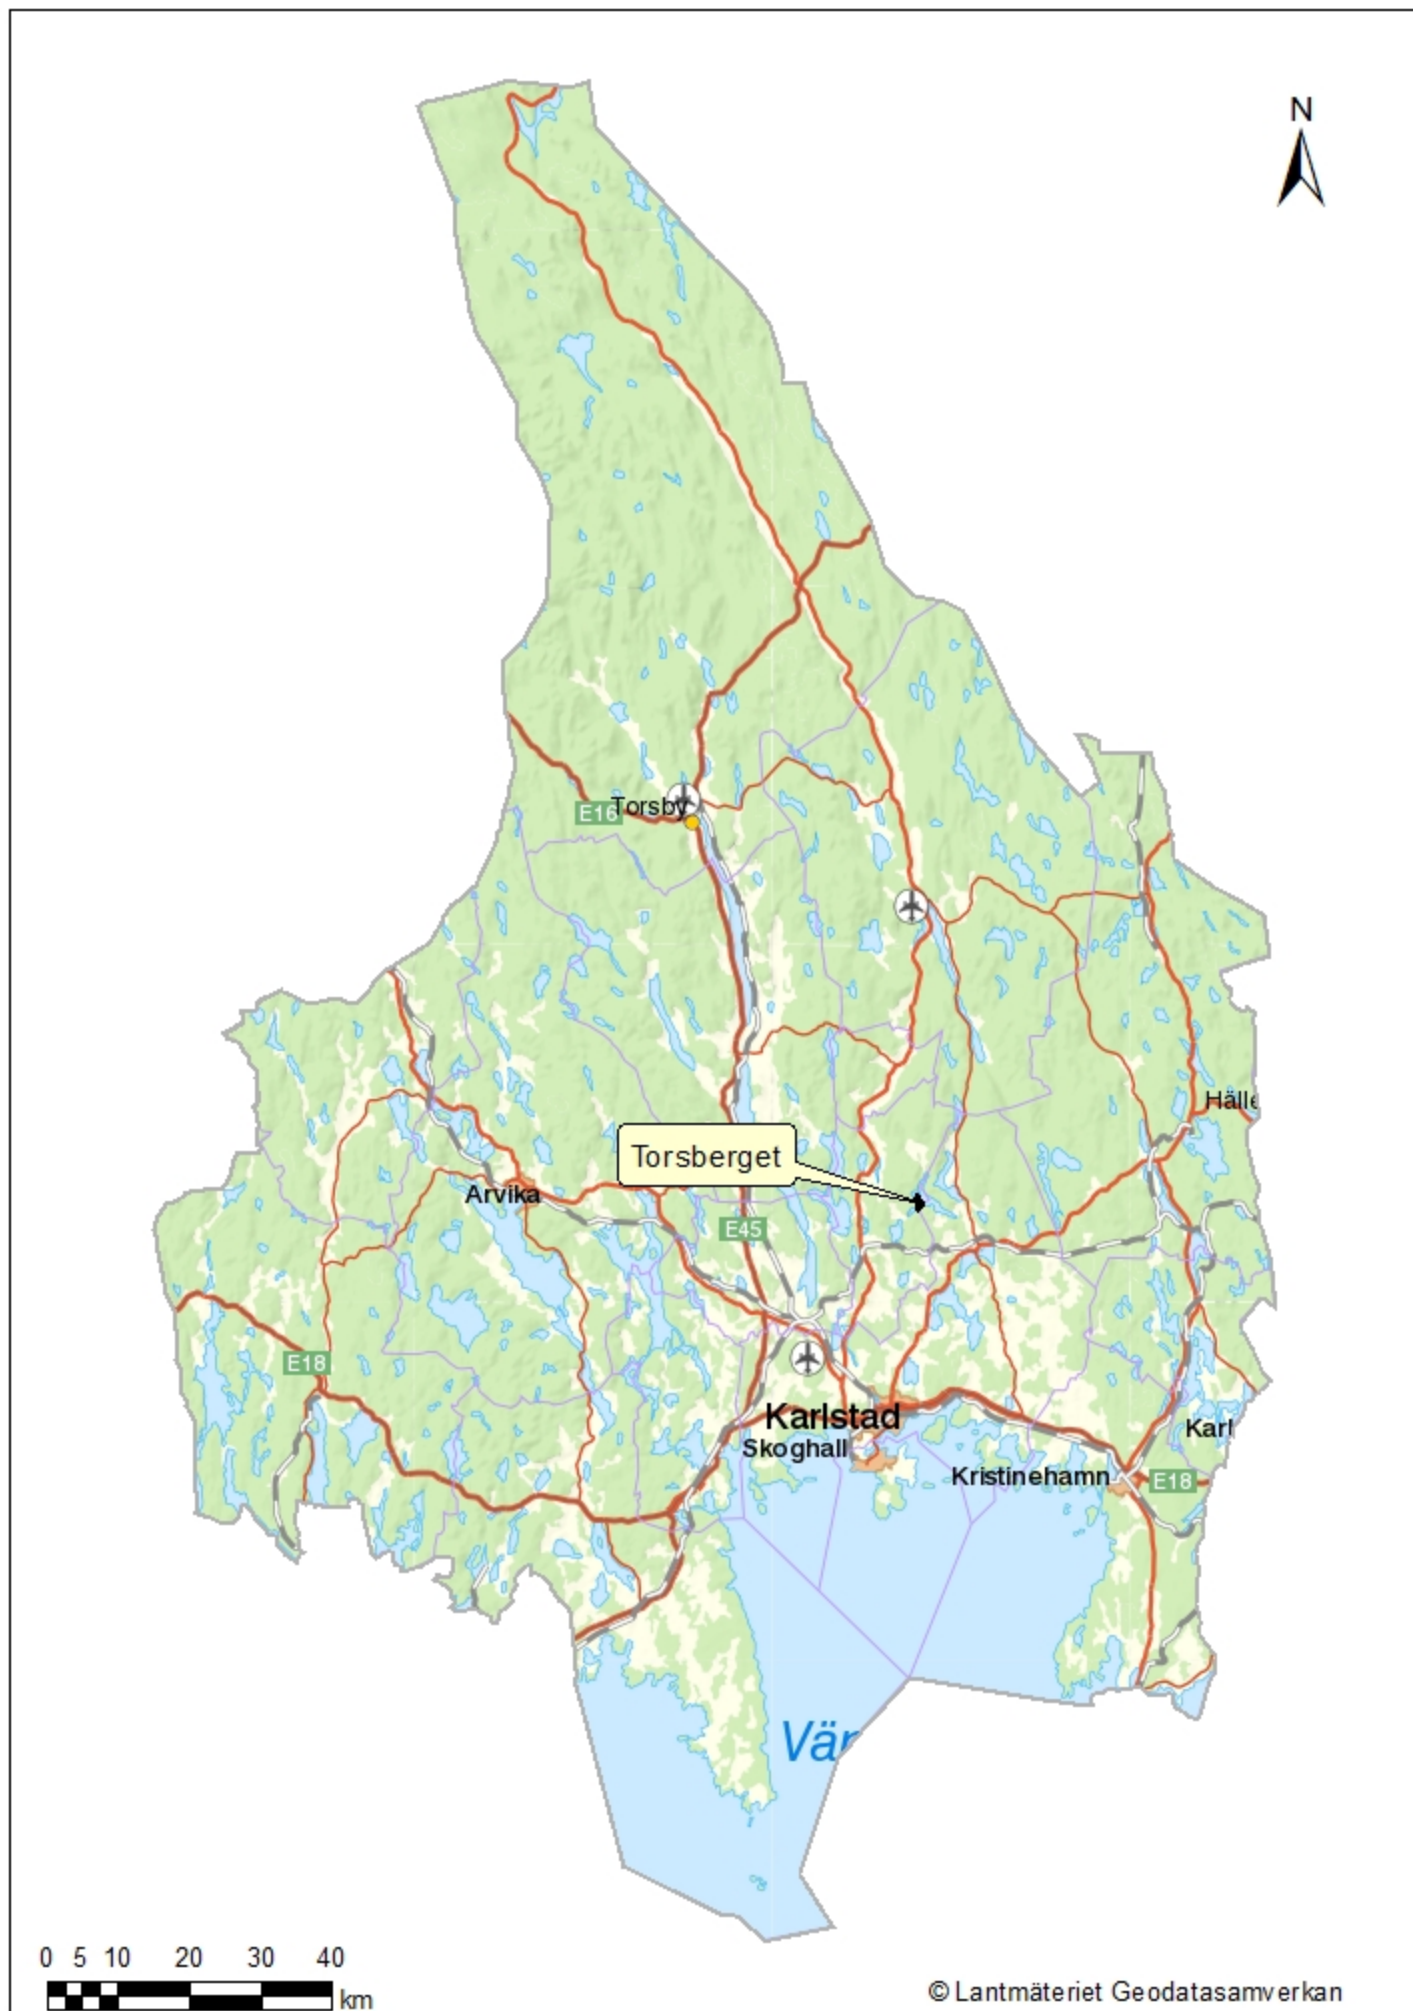 N
E16
Torsby
Hälle
Torsberget
Arvika
E45
E18
Karlstad
Skoghall
Karl
Kristinehamn
E18
Vär
0 5 10 20 30 40
km
© Lantmäteriet Geodatasamverkan